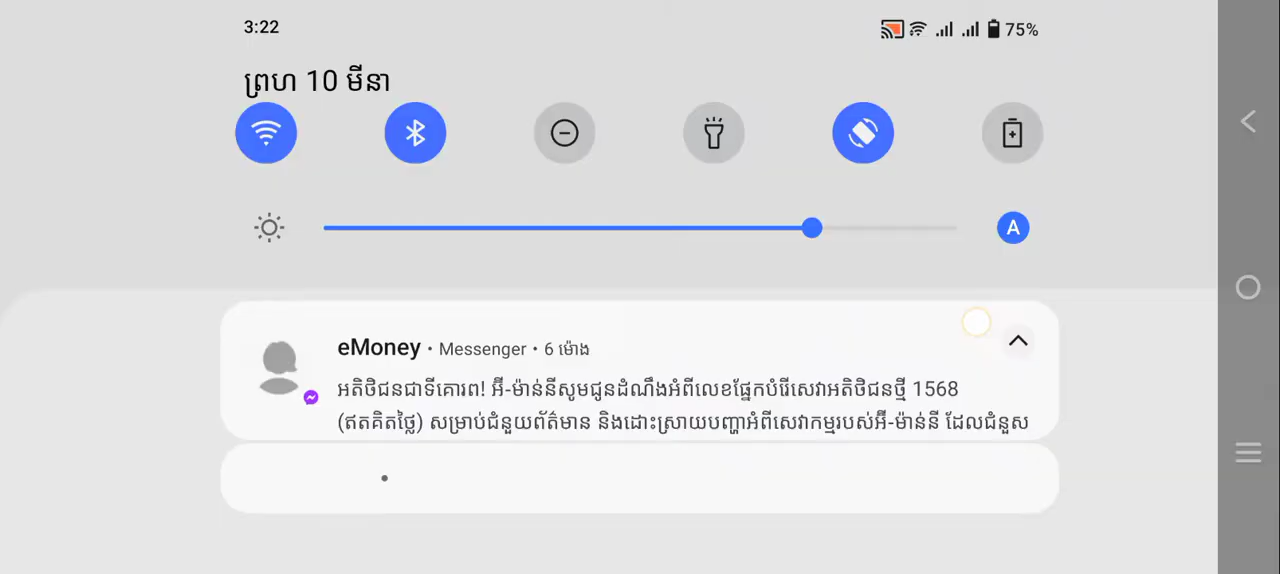 3:22
75%
ព្រហ 10 មីនា
A
eMoney · Messenger · 6 ម៉ោង
អតិថិជនជាទីគោរព! អ៊ី-ម៉ាន់នីសូមជូនដំណឹងអំពីលេខផ្នែកបំរើសេវាអតិថិជនថ្មី 1568
(ឥតគិតថ្លៃ) សម្រាប់ជំនួយព័ត៌មាន និងដោះស្រាយបញ្ហាអំពីសេវាកម្មរបស់អ៊ី-ម៉ាន់នី ដែលជំនួស